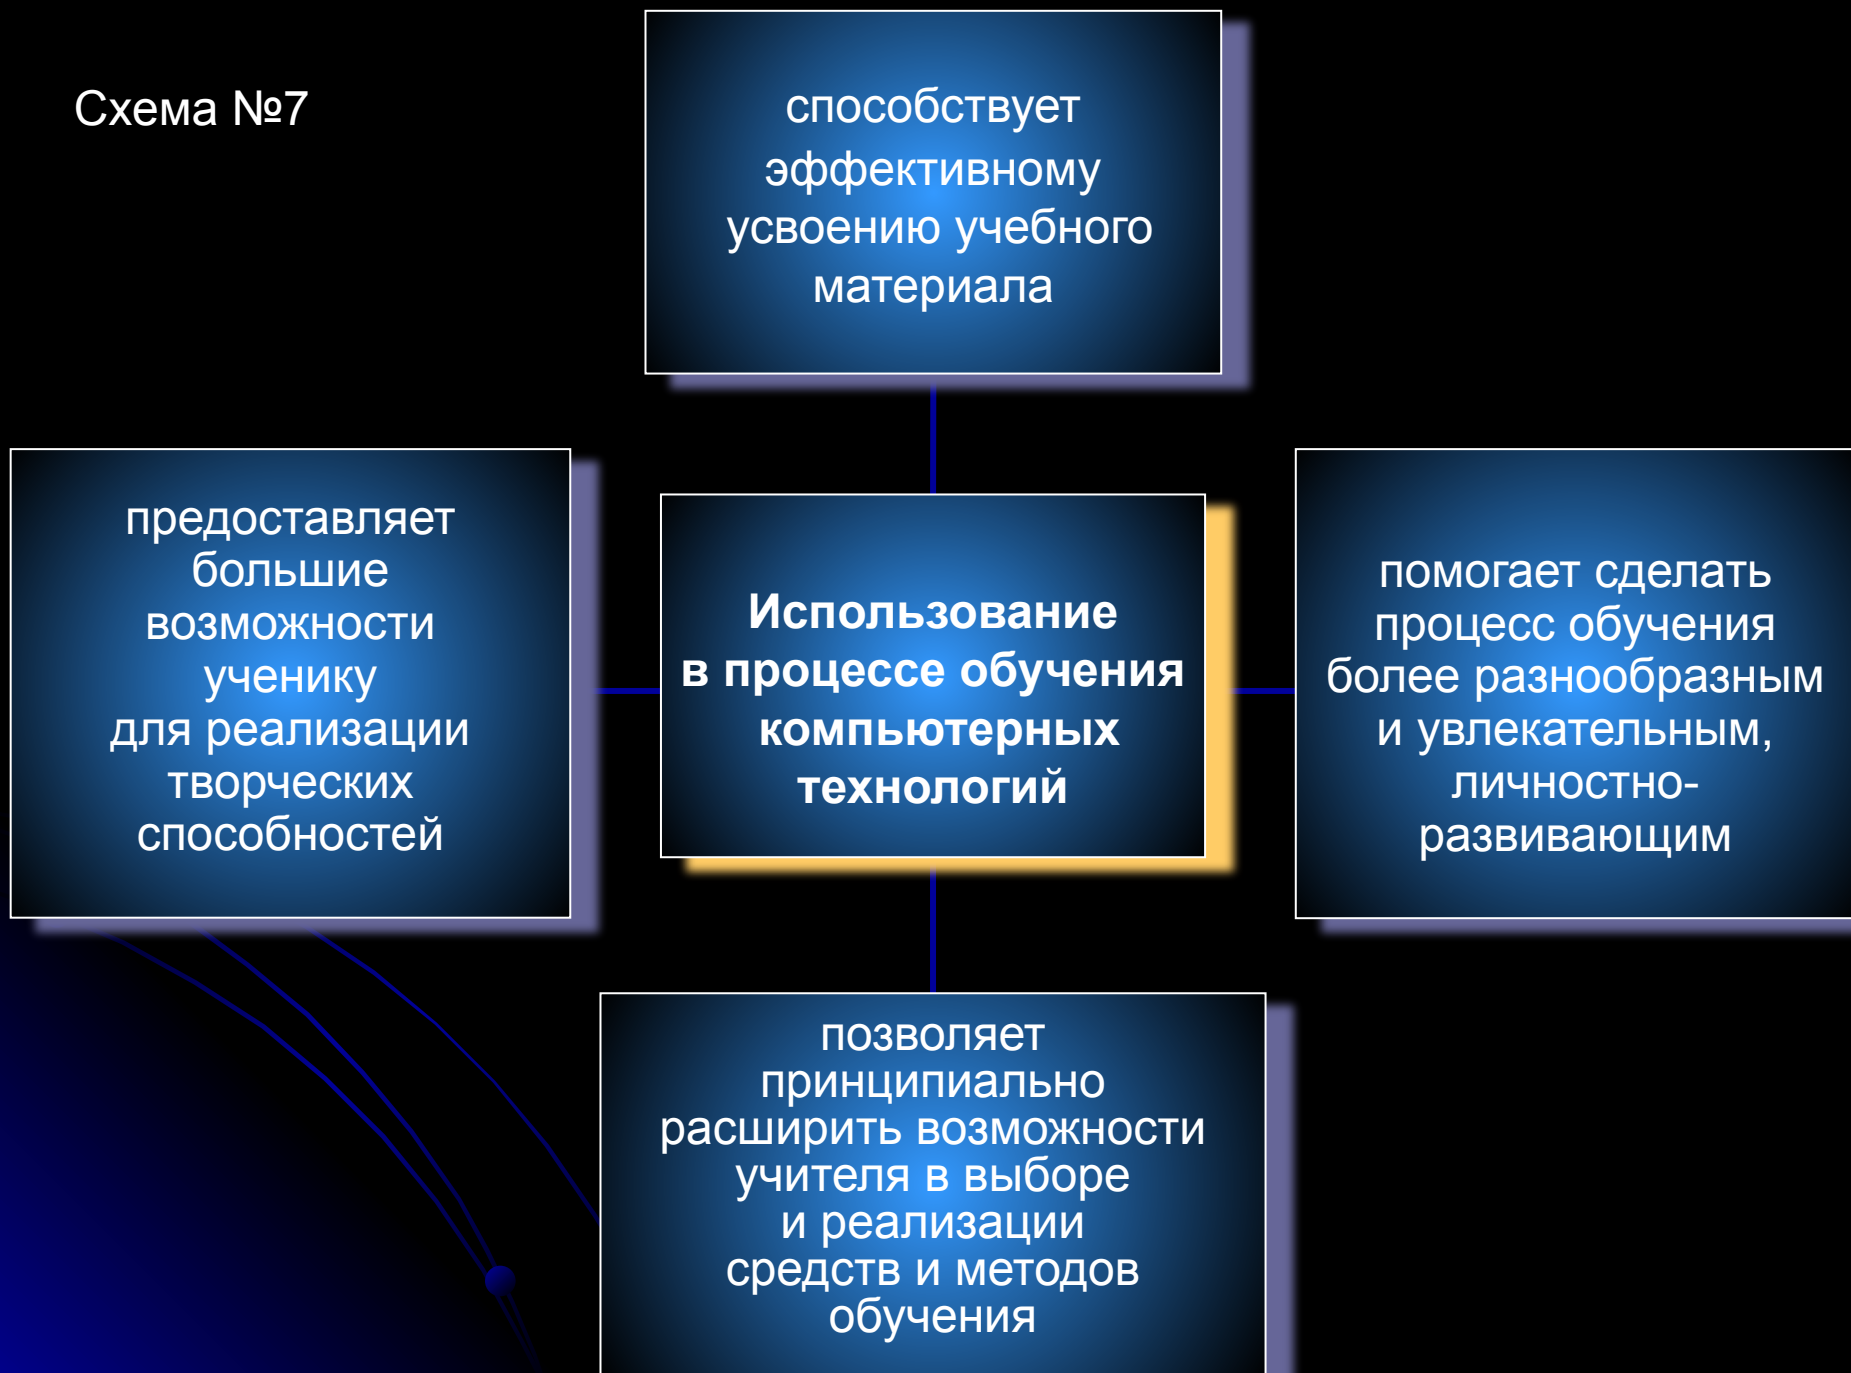 Схема №7
способствует
эффективному
усвоению учебного
материала
предоставляет
большие
возможности
ученику
для реализации
творческих
способностей
Использование
в процессе обучения
компьютерных
технологий
помогает сделать
процесс обучения
более разнообразным
и увлекательным,
личностно-
развивающим
позволяет
принципиально
расширить возможности
учителя в выборе
и реализации
средств и методов
обучения